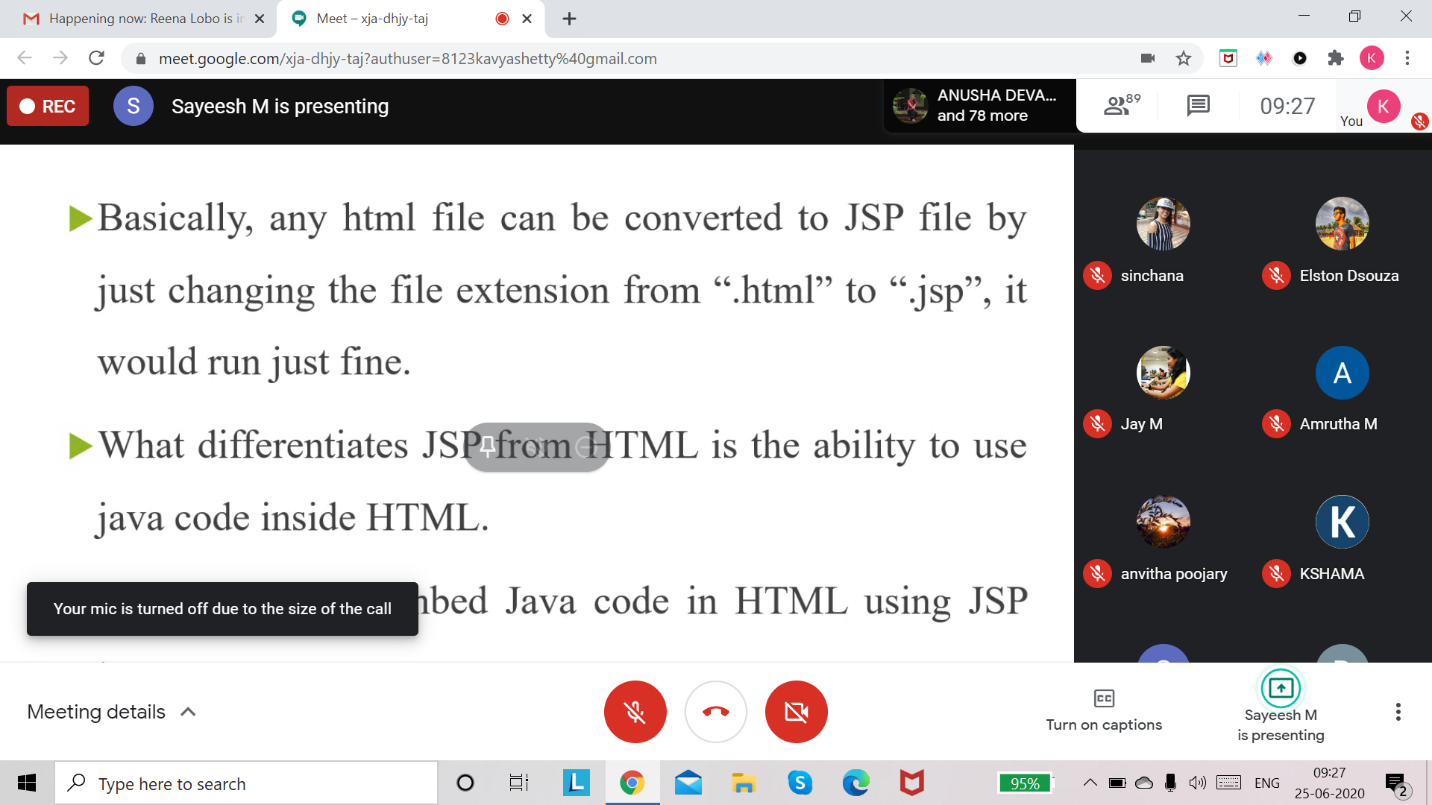 Happening now: Reena Lobo is in
Meet – xja-dhjy-taj
meet.google.com/xja-dhjy-taj?authuser=8123kavyashetty%40gmail.com
K
REC
S
Sayeesh M is presenting
ANUSHA DEVA...
and 78 more
89
09:27
You
K
Basically, any html file can be converted to JSP file by
just changing the file extension from “.html” to “.jsp”, it
would run just fine.
What differentiates JSP from HTML is the ability to use
java code inside HTML.
bed Java code in HTML using JSP
Your mic is turned off due to the size of the call
sinchana
Elston Dsouza
Jay M
A
Amrutha M
anvitha poojary
K
KSHAMA
Meeting details
CC
Turn on captions
Sayeesh M
is presenting
Type here to search
L
S
95%
ENG
09:27
25-06-2020
2